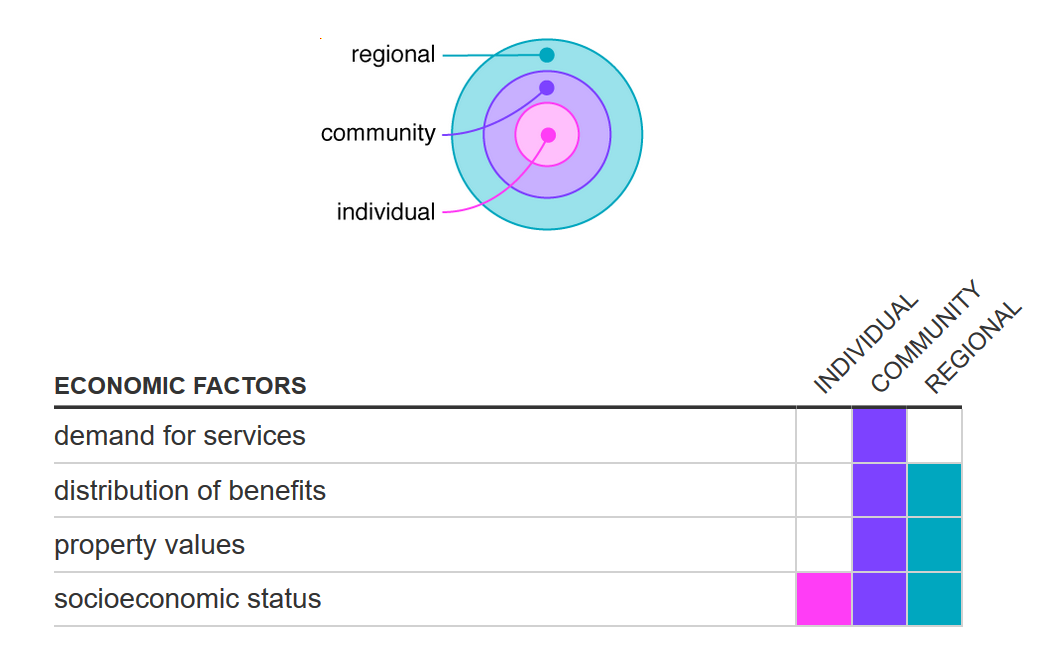 regional
community
individual
INDIVIDUAL
COMMUNITY
REGIONAL
ECONOMIC FACTORS
demand for services
distribution of benefits
property values
socioeconomic status